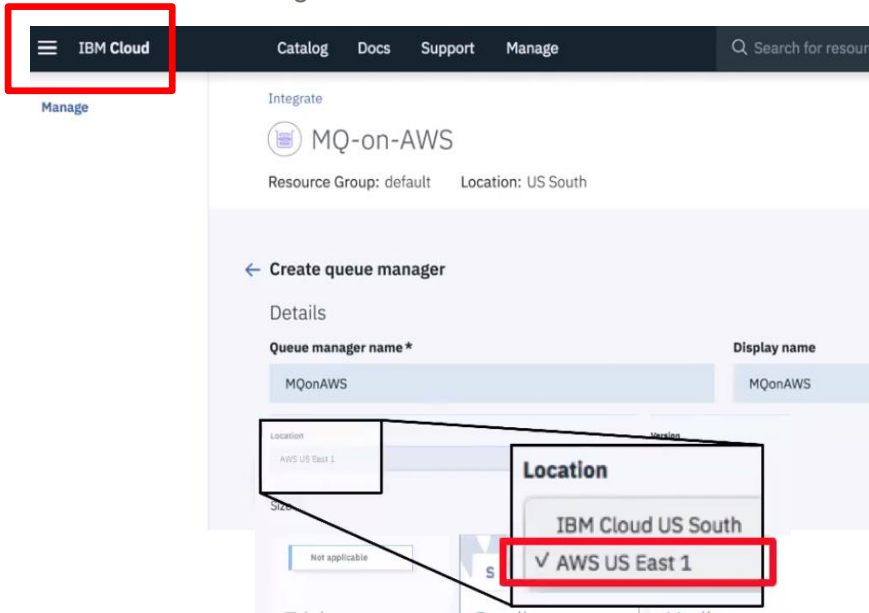 IBM Cloud Catalog Docs Support Manage Search for resour
Manage
Integrate
MQ-on-AWS
Resource Group: default Location: US South
← Create queue manager
Details
Queue manager name* Display name
MQonAWS MQonAWS
Location Version
AWS US East 1
Location
Size
IBM Cloud US South
✓ AWS US East 1
Not applicable
S